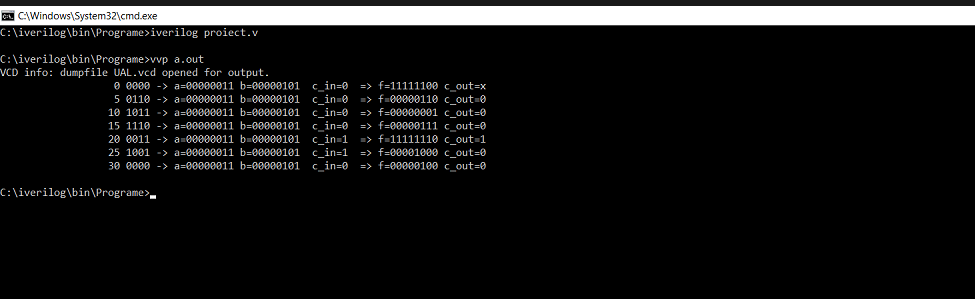 C:\Windows\System32\cmd.exe
C:\iverilog\bin\Programe>iverilog proiect.v
C:\iverilog\bin\Programe>vvp a.out
VCD info: dumpfile UAL.vcd opened for output.
0 0000 -> a=00000011 b=00000101  c_in=0  => f=11111100 c_out=x
5 0110 -> a=00000011 b=00000101  c_in=0  => f=00000110 c_out=0
10 1011 -> a=00000011 b=00000101  c_in=0  => f=00000001 c_out=0
15 1110 -> a=00000011 b=00000101  c_in=0  => f=00000111 c_out=0
20 0011 -> a=00000011 b=00000101  c_in=1  => f=11111110 c_out=1
25 1001 -> a=00000011 b=00000101  c_in=1  => f=00001000 c_out=0
30 0000 -> a=00000011 b=00000101  c_in=0  => f=00000100 c_out=0
C:\iverilog\bin\Programe>